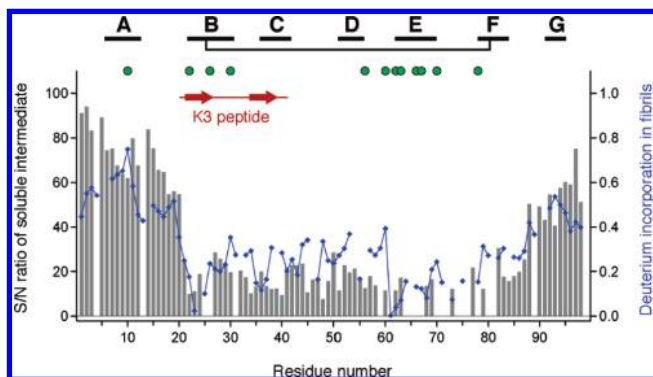 A B C D E F G
K3 peptide
S/N ratio of soluble intermediate
100
80
60
40
20
0
Deuterium incorporation in fibrils
1.0
0.8
0.6
0.4
0.2
0.0
10 20 30 40 50 60 70 80 90
Residue number